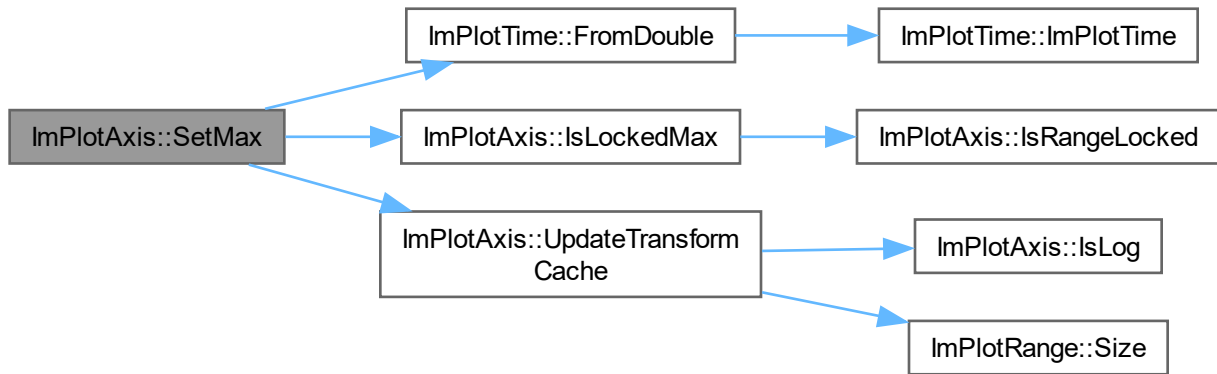 ImPlotAxis::SetMax
ImPlotTime::FromDouble
ImPlotTime::ImPlotTime
ImPlotAxis::IsLockedMax
ImPlotAxis::IsRangeLocked
ImPlotAxis::UpdateTransform
Cache
ImPlotAxis::IsLog
ImPlotRange::Size